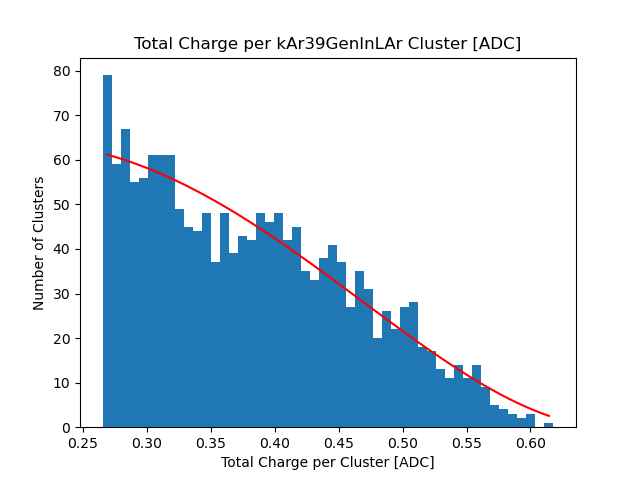 Total Charge per kAr39GenInLAr Cluster [ADC]
80
70
60
50
40
30
20
10
0
Number of Clusters
0.25 0.30 0.35 0.40 0.45 0.50 0.55 0.60
Total Charge per Cluster [ADC]